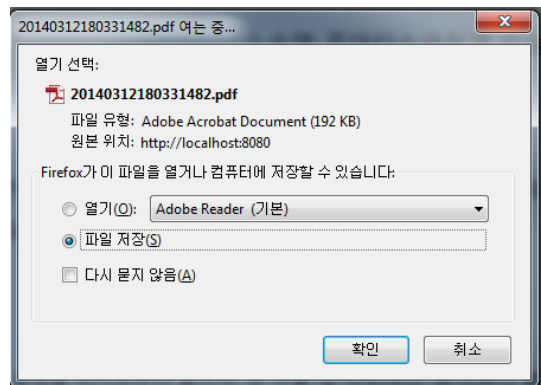 20140312180331482.pdf 여는 중...
열기 선택:
20140312180331482.pdf
파일 유형: Adobe Acrobat Document (192 KB)
원본 위치: http://localhost:8080
Firefox가 이 파일을 열거나 컴퓨터에 저장할 수 있습니다:
열기(O): Adobe Reader (기본)
파일 저장(S)
다시 묻지 않음(A)
확인 취소